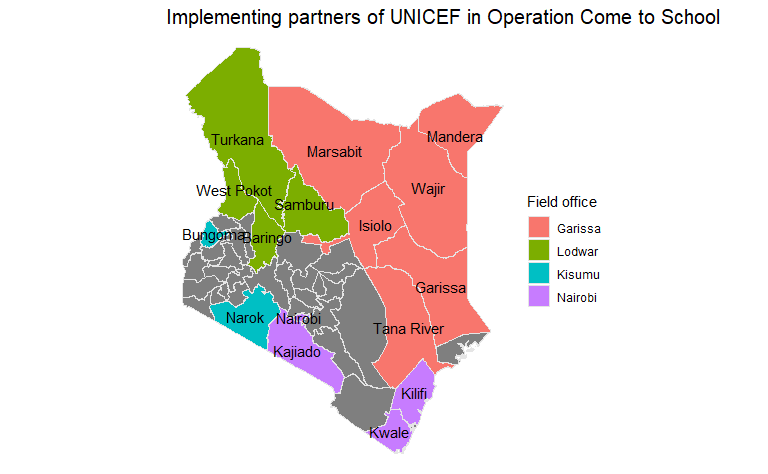 Implementing partners of UNICEF in Operation Come to School
Turkana
Mandera
Marsabit
Wajir
West Pokot
Samburu
Isiolo
Bungoma
Baringo
Garissa
Narok
Nairobi
Tana River
Kajiado
Kilifi
Kwale
Field office
Garissa
Lodwar
Kisumu
Nairobi